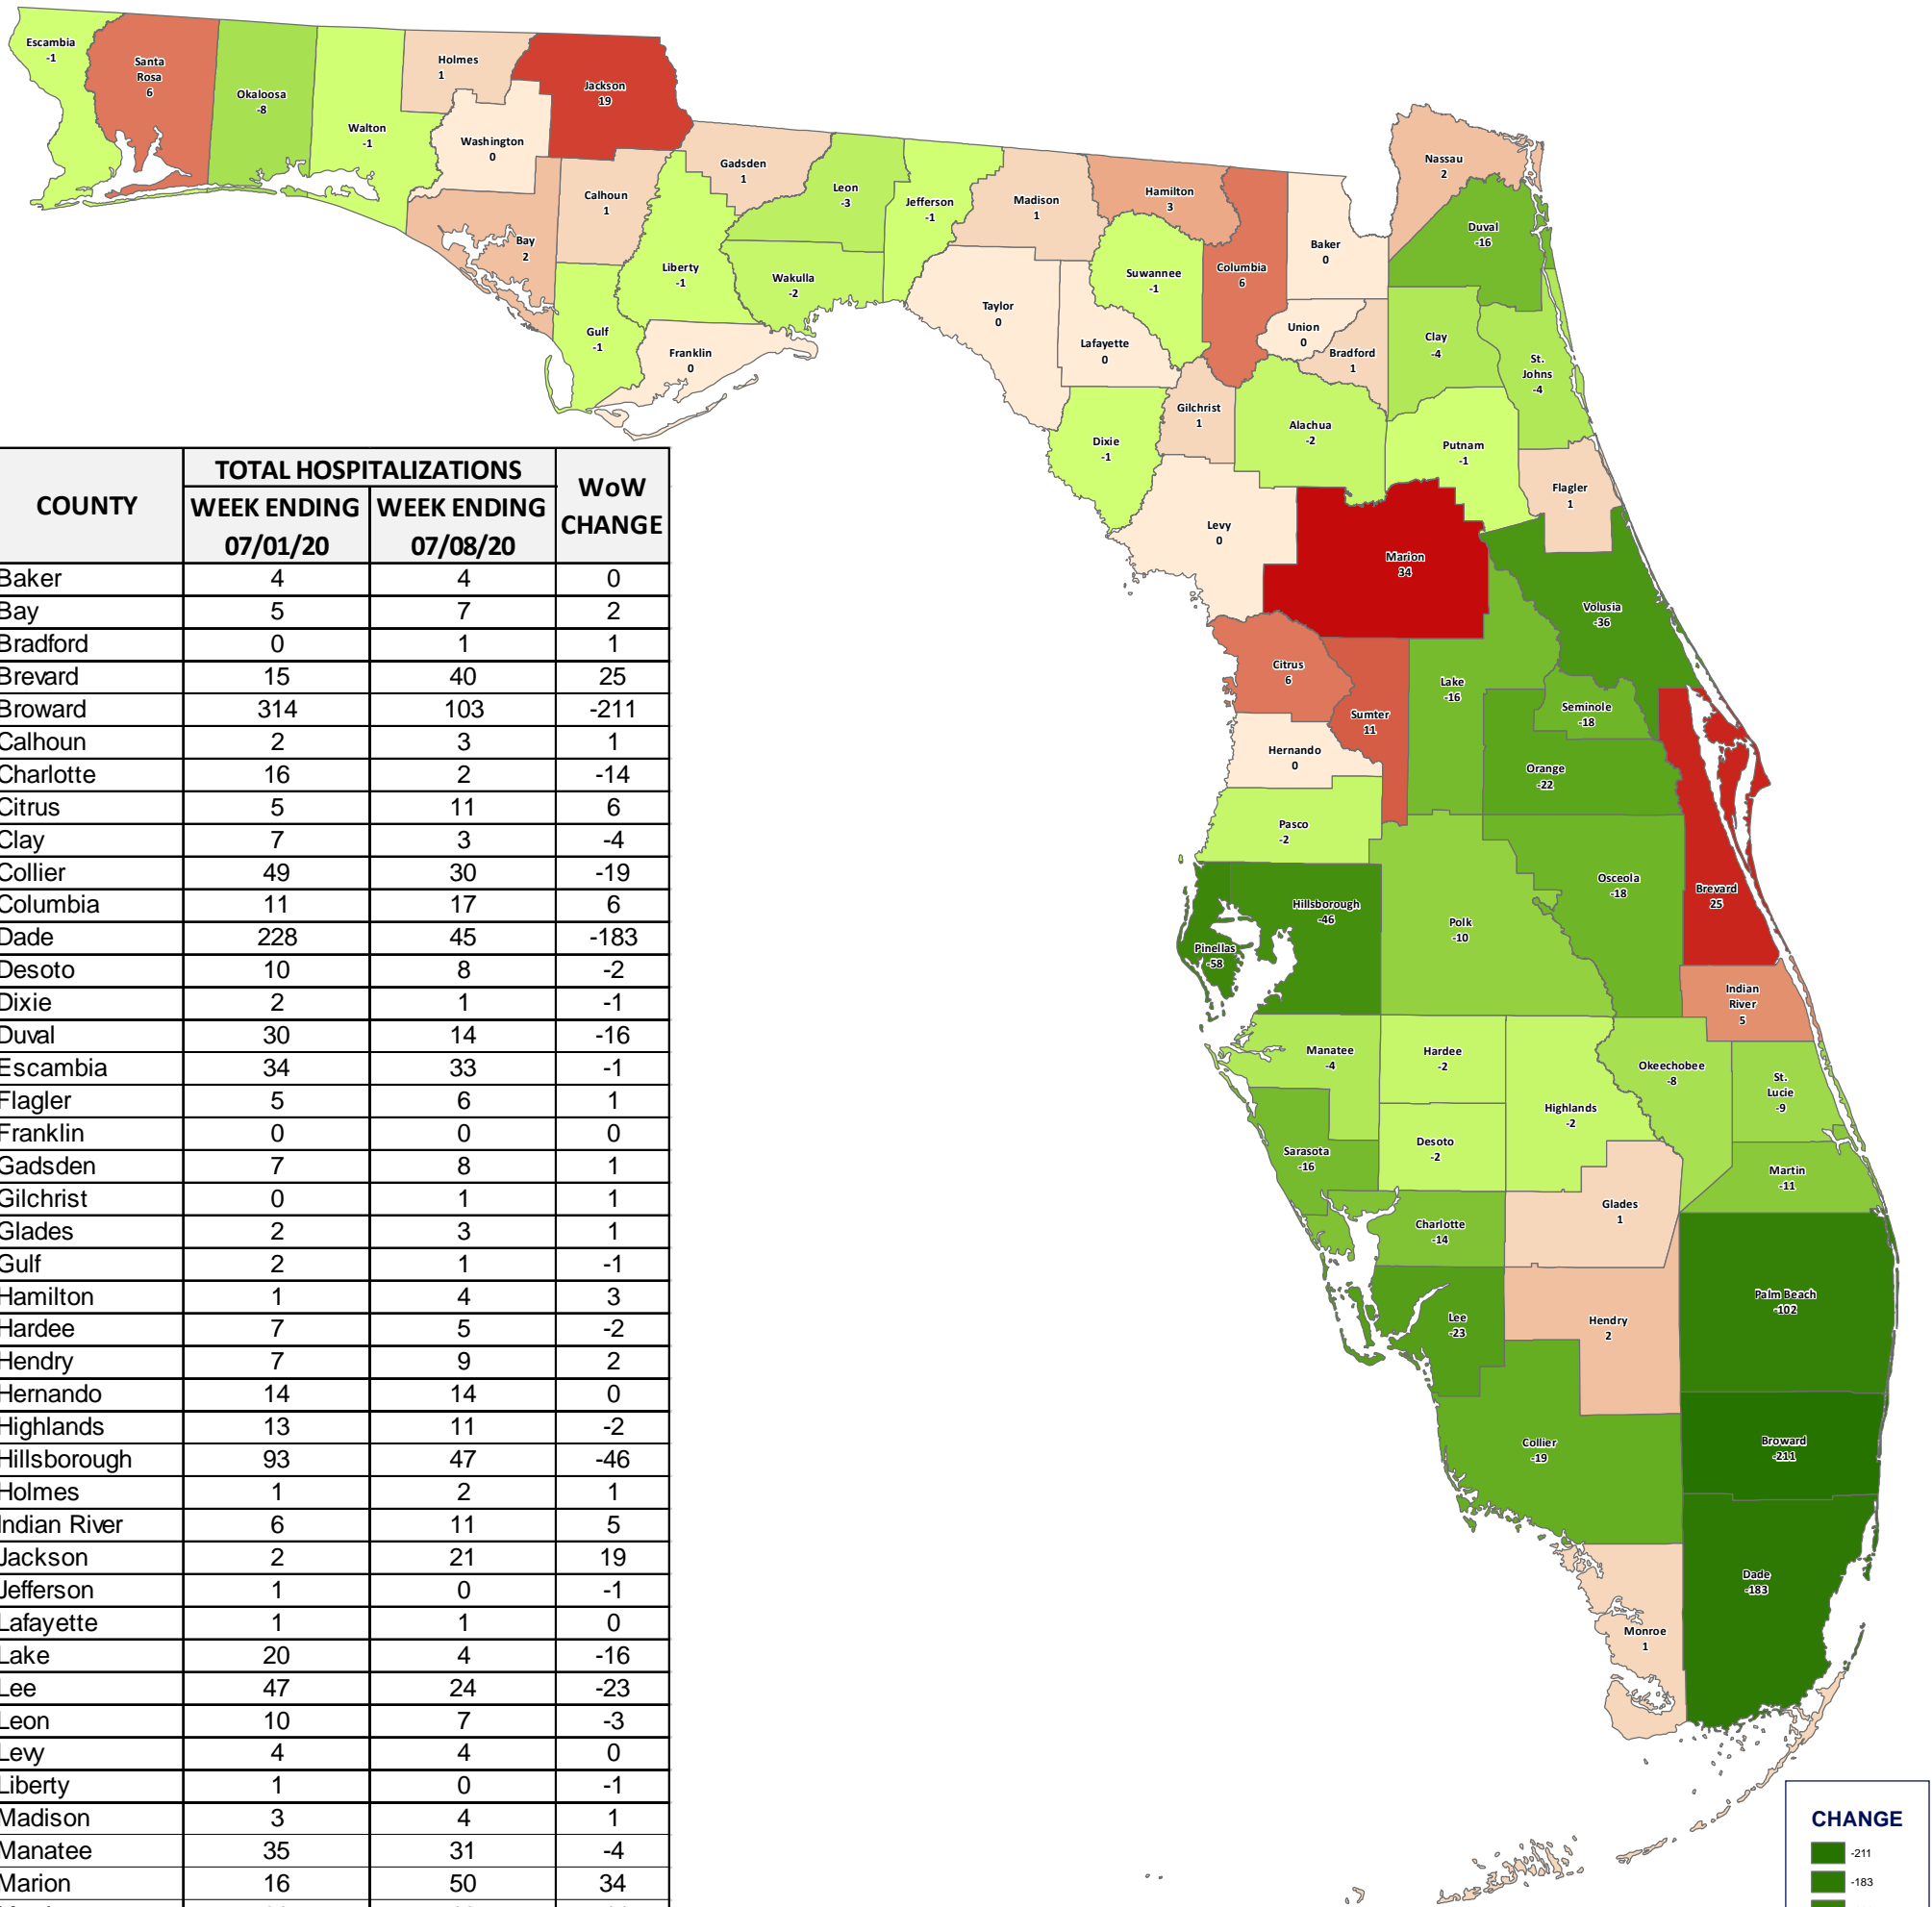 Escambia
-1
Santa
Rosa
6
Okaloosa
-8
Walton
-1
Holmes
1
Washington
0
Jackson
19
Bay
2
Calhoun
1
Gulf
-1
Liberty
-1
Gadsden
1
Franklin
0
Leon
-3
Wakulla
-2
Jefferson
-1
Madison
1
Taylor
0
Hamilton
3
Suwannee
-1
Lafayette
0
Dixie
-1
Columbia
6
Gilchrist
1
Baker
0
Union
0
Bradford
1
Alachua
-2
Levy
0
Nassau
2
Duval
-16
Clay
-4
St.
Johns
-4
Putnam
-1
Flagler
1
Marion
34
Volusia
-36
Citrus
6
Sumter
11
Lake
-16
Seminole
-18
Hernando
0
Orange
-22
Pasco
-2
Brevard
25
Osceola
-18
Hillsborough
-46
Pinellas
-58
Polk
-10
Indian
River
5
Manatee
-4
Hardee
-2
Highlands
-2
Okeechobee
-8
St.
Lucie
-9
Sarasota
-16
Desoto
-2
Martin
-11
Charlotte
-14
Glades
1
Lee
-23
Hendry
2
Palm Beach
-102
Collier
-19
Broward
-211
Dade
-183
Monroe
1
COUNTY TOTAL HOSPITALIZATIONS WoW CHANGE
WEEK ENDING 07/01/20 WEEK ENDING 07/08/20
Baker 4 4 0
Bay 5 7 2
Bradford 0 1 1
Brevard 15 40 25
Broward 314 103 -211
Calhoun 2 3 1
Charlotte 16 2 -14
Citrus 5 11 6
Clay 7 3 -4
Collier 49 30 -19
Columbia 11 17 6
Dade 228 45 -183
Desoto 10 8 -2
Dixie 2 1 -1
Duval 30 14 -16
Escambia 34 33 -1
Flagler 5 6 1
Franklin 0 0 0
Gadsden 7 8 1
Gilchrist 0 1 1
Glades 2 3 1
Gulf 2 1 -1
Hamilton 1 4 3
Hardee 7 5 -2
Hendry 7 9 2
Hernando 14 14 0
Highlands 13 11 -2
Hillsborough 93 47 -46
Holmes 1 2 1
Indian River 6 11 5
Jackson 2 21 19
Jefferson 1 0 -1
Lafayette 1 1 0
Lake 20 4 -16
Lee 47 24 -23
Leon 10 7 -3
Levy 4 4 0
Liberty 1 0 -1
Madison 3 4 1
Manatee 35 31 -4
Marion 16 50 34
CHANGE
-211
-183